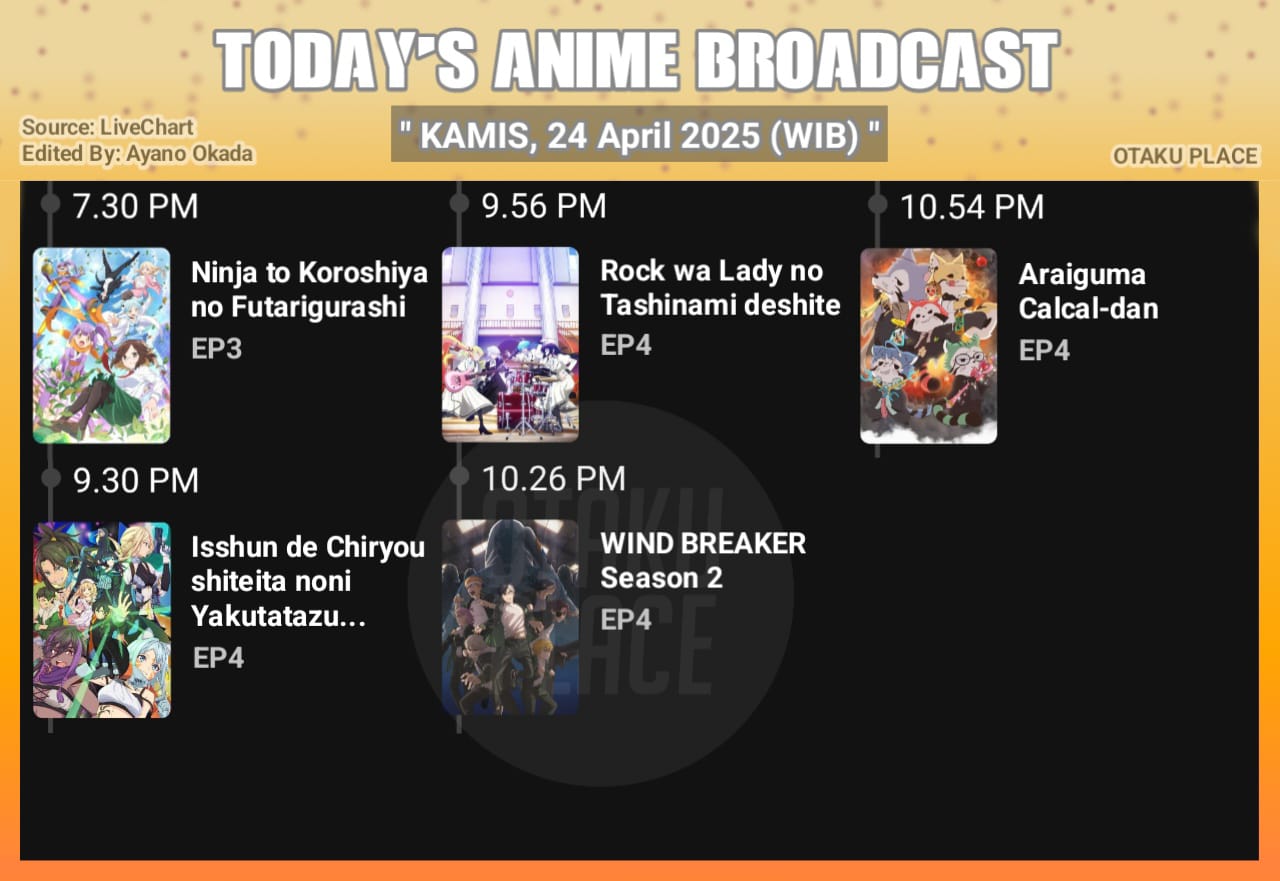 TODAY'S ANIME BROADCAST
" KAMIS, 24 April 2025 (WIB) "
Source: LiveChart
Edited By: Ayano Okada
OTAKU PLACE
7.30 PM
Ninja to Koroshiya
no Futarigurashi
EP3
9.30 PM
Isshun de Chiryou
shiteita noni
Yakutatazu...
EP4
9.56 PM
Rock wa Lady no
Tashinami deshite
EP4
10.26 PM
WIND BREAKER
Season 2
EP4
10.54 PM
Araiguma
Calcal-dan
EP4
OTAKU
PLACE